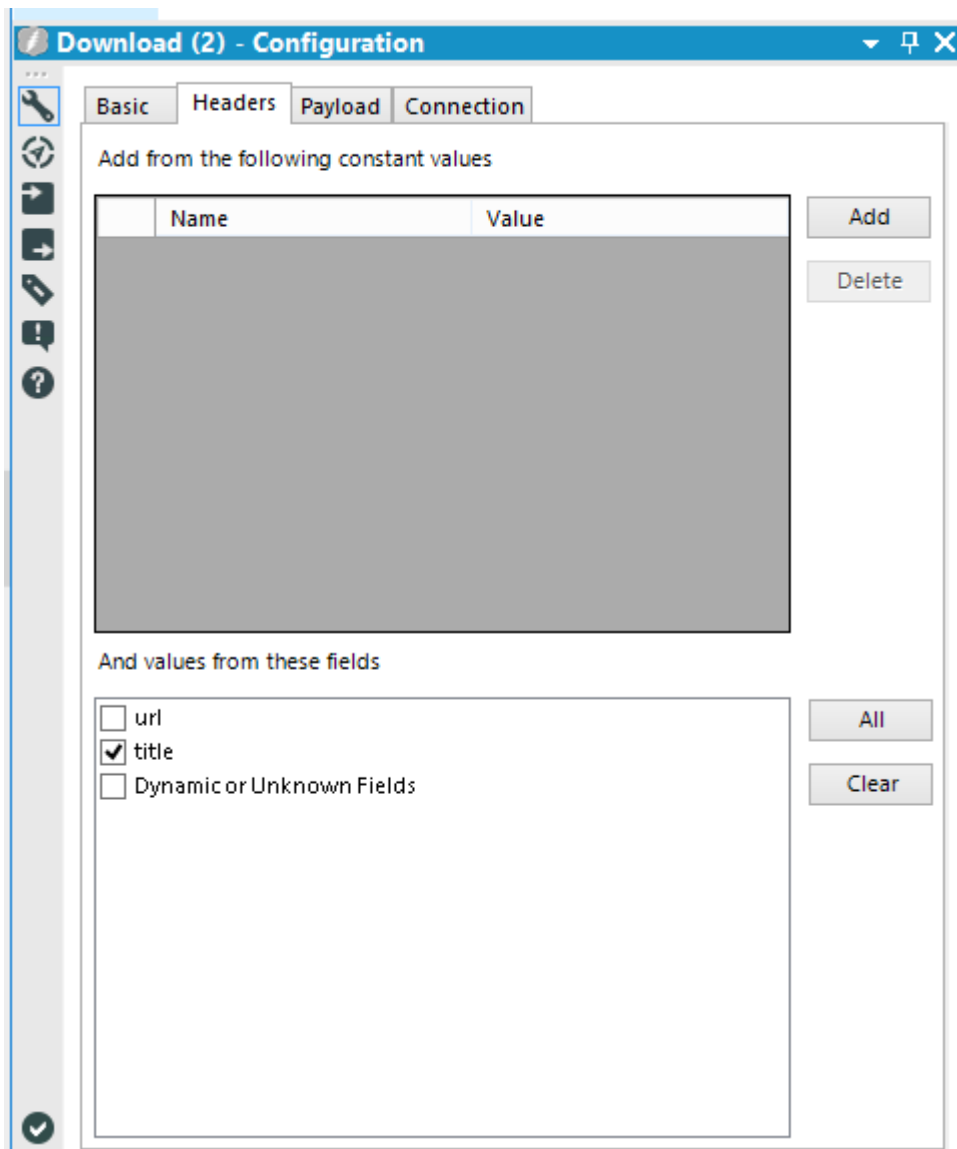 Download (2) - Configuration
Basic Headers Payload Connection
Add from the following constant values
Name Value
Add
Delete
And values from these fields
url
title
Dynamic or Unknown Fields
All
Clear